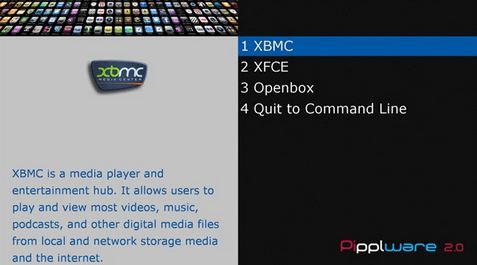 xbmc
MEDIA CENTER
XBMC is a media player and
entertainment hub. It allows users to
play and view most videos, music,
podcasts, and other digital media files
from local and network storage media
and the internet.
1 XBMC
2 XFCE
3 Openbox
4 Quit to Command Line
Pipplware 2.0